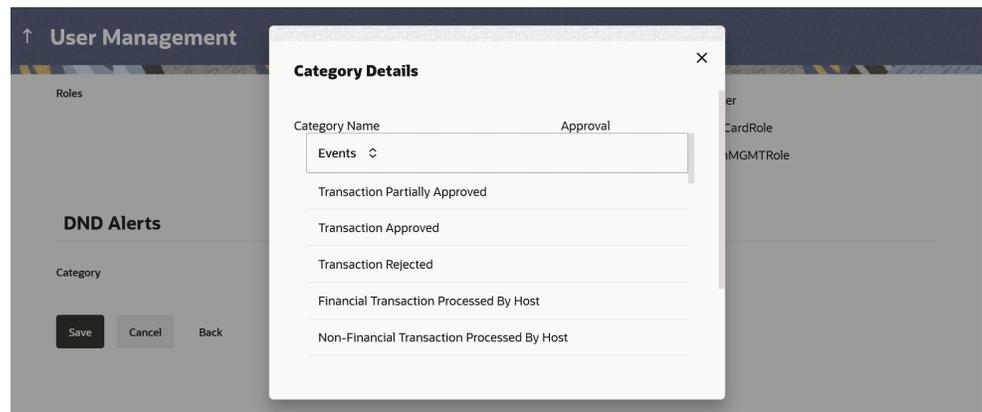 User Management
Category Details
Roles
er
Category Name Approval
CardRole
Events
MGMTRole
Transaction Partially Approved
DND Alerts
Transaction Approved
Transaction Rejected
Category
Financial Transaction Processed By Host
Save Cancel Back
Non-Financial Transaction Processed By Host